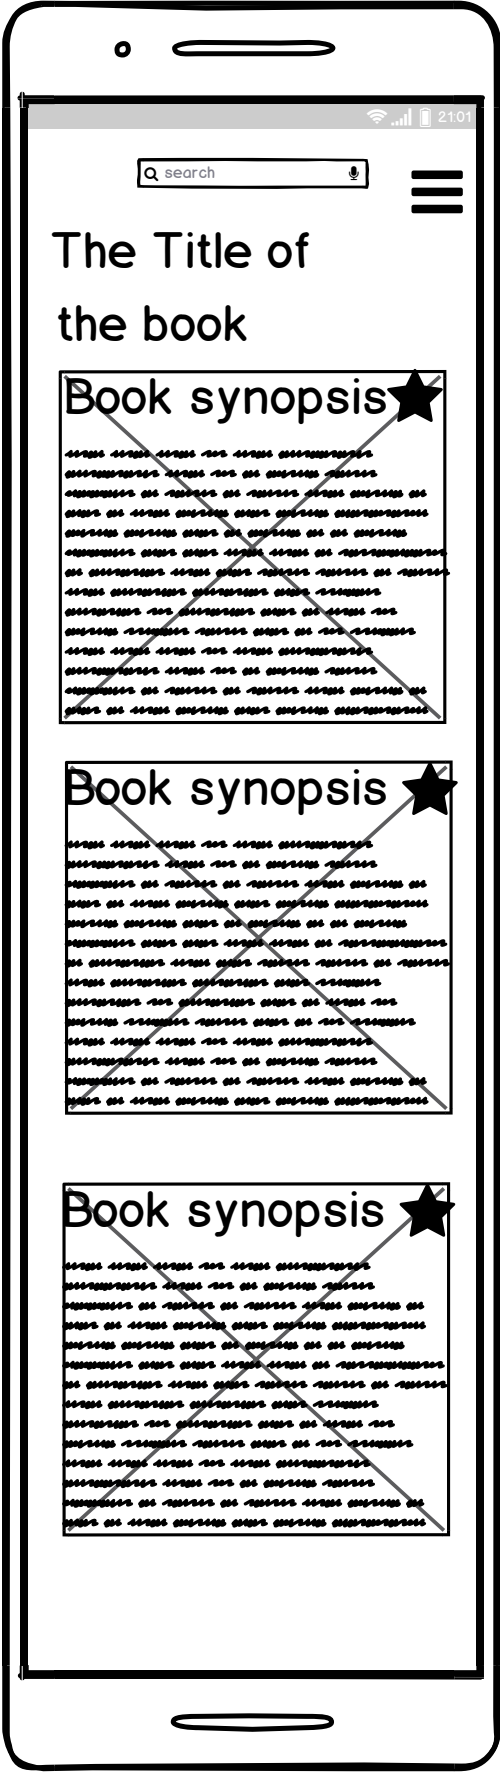 21:01
search
The Title of
the book
Book synopsis
Book synopsis
Book synopsis